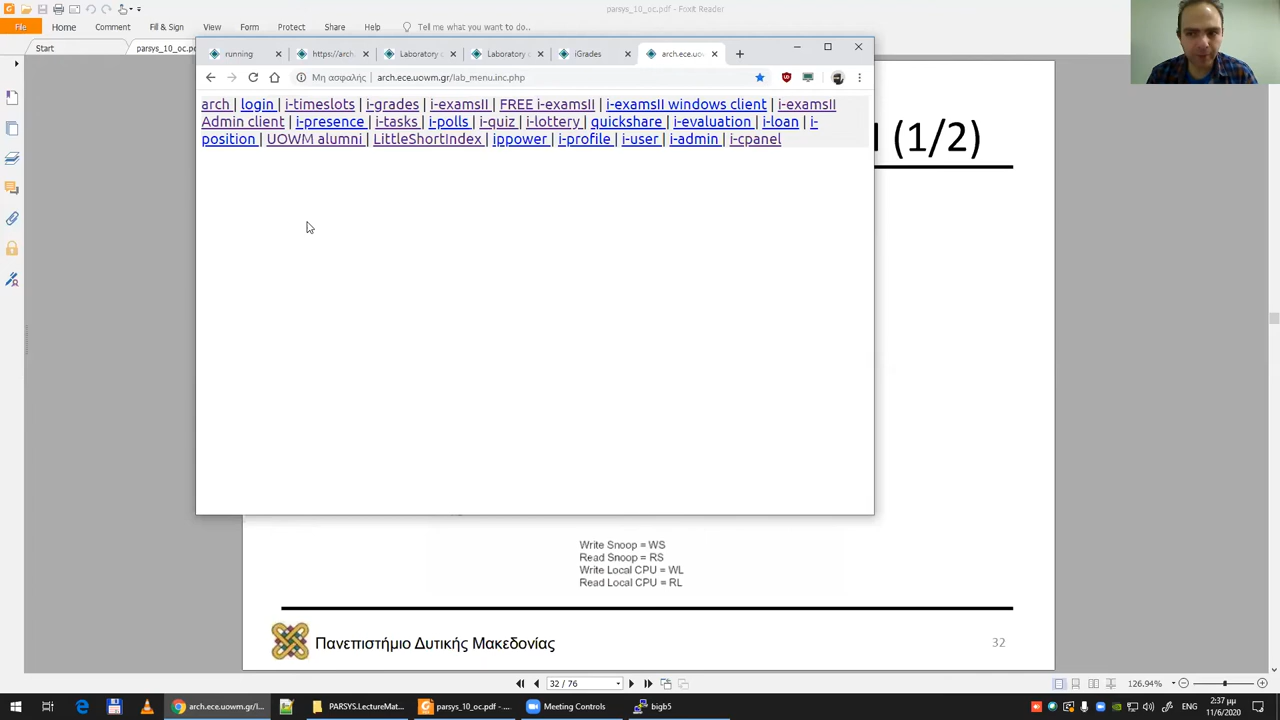 parsys_10_oc.pdf - Foxit Reader
File Home Comment Fill & Sign Form Protect Share Help Tell me what you want to do..
Start parsys_10_oc.p
running https://arch. Laboratory o Laboratory o iGrades arch.ece.uow
Μη ασφαλής arch.ece.uowm.gr/lab_menu.inc.php
arch | login | i-timeslots | i-grades | i-examsII | FREE i-examsII | i-examsII windows client | i-examsII
Admin client | i-presence | i-tasks | i-polls | i-quiz | i-lottery | quickshare | i-evaluation | i-loan | i-
position | UOWM alumni | LittleShortIndex | ippower | i-profile | i-user | i-admin | i-cpanel
(1/2)
Write Snoop = WS
Read Snoop = RS
Write Local CPU = WL
Read Local CPU = RL
Πανεπιστήμιο Δυτικής Μακεδονίας
32
32 / 76 126.94%
arch.ece.uowm.gr/l... PARSYS.LectureMat... parsys_10_oc.pdf - ... Meeting Controls bigb5 ENG 2:37 μμ
11/6/2020